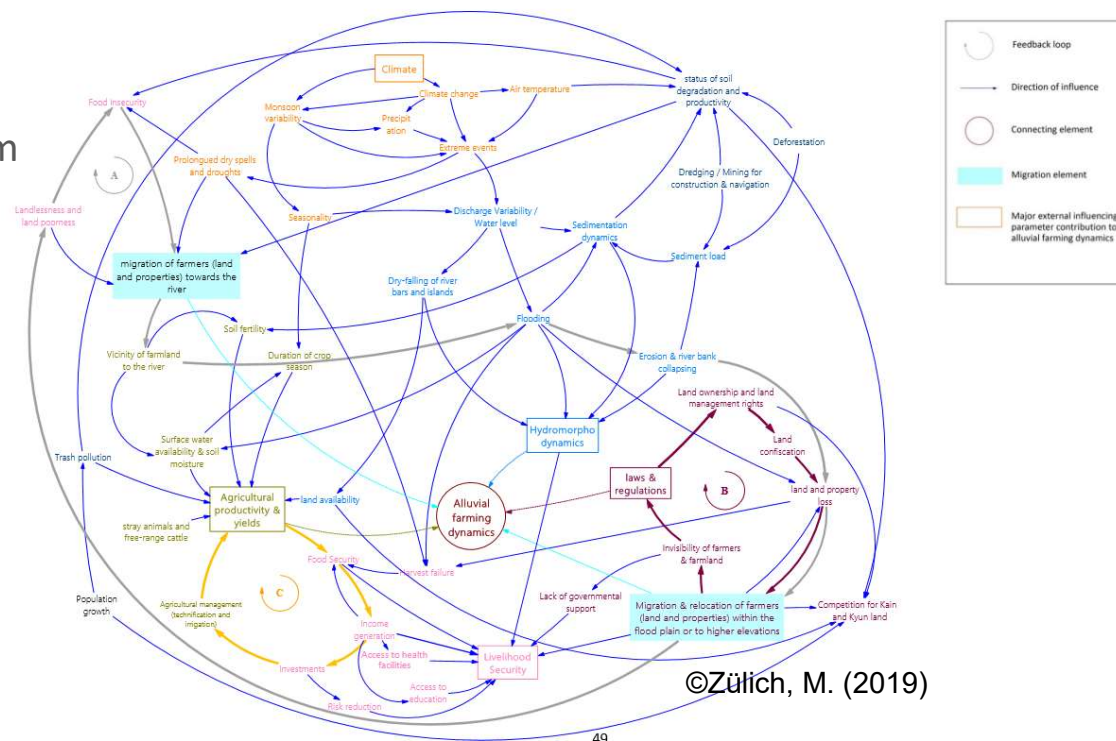 m
Climate
Climate change
Air temperature
status of soil
degradation and
productivity
Food insecurity
Monsoon
variability
Precipit
ation
Extreme events
Deforestation
Prolongued dry spells
and droughts
A
Dredging / Mining for
construction & navigation
Landlessness and
land poorness
Seasonality
Discharge Variability /
Water level
Sedimentation
dynamics
Sediment load
migration of farmers (land
and properties) towards the
river
Dry-falling of river
bars and islands
Soil fertility
Flooding
Vicinity of farmland
to the river
Duration of crop
season
Erosion & river bank
collapsing
Land ownership and land
management rights
Hydromorpho
dynamics
Land
confiscation
Surface water
availability & soil
moisture
Trash pollution
laws &
regulations
B
land and property
loss
Agricultural
productivity &
yields
land availability
Alluvial
farming
dynamics
stray animals and
free-range cattle
Invisibility of farmers
& farmland
Food Security
Harvest failure
C
Lack of governmental
support
Population
growth
Agricultural management
(technification and
irrigation)
Migration & relocation of farmers
(land and properties) within the
flood plain or to higher elevations
Competition for Kain
and Kyun land
Income
generation
Access to health
facilities
Livelihood
Security
Investments
Access to
education
Risk reduction
©Zülich, M. (2019)
49
Feedback loop
Direction of influence
Connecting element
Migration element
Major external influencing
parameter contribution to
alluvial farming dynamics